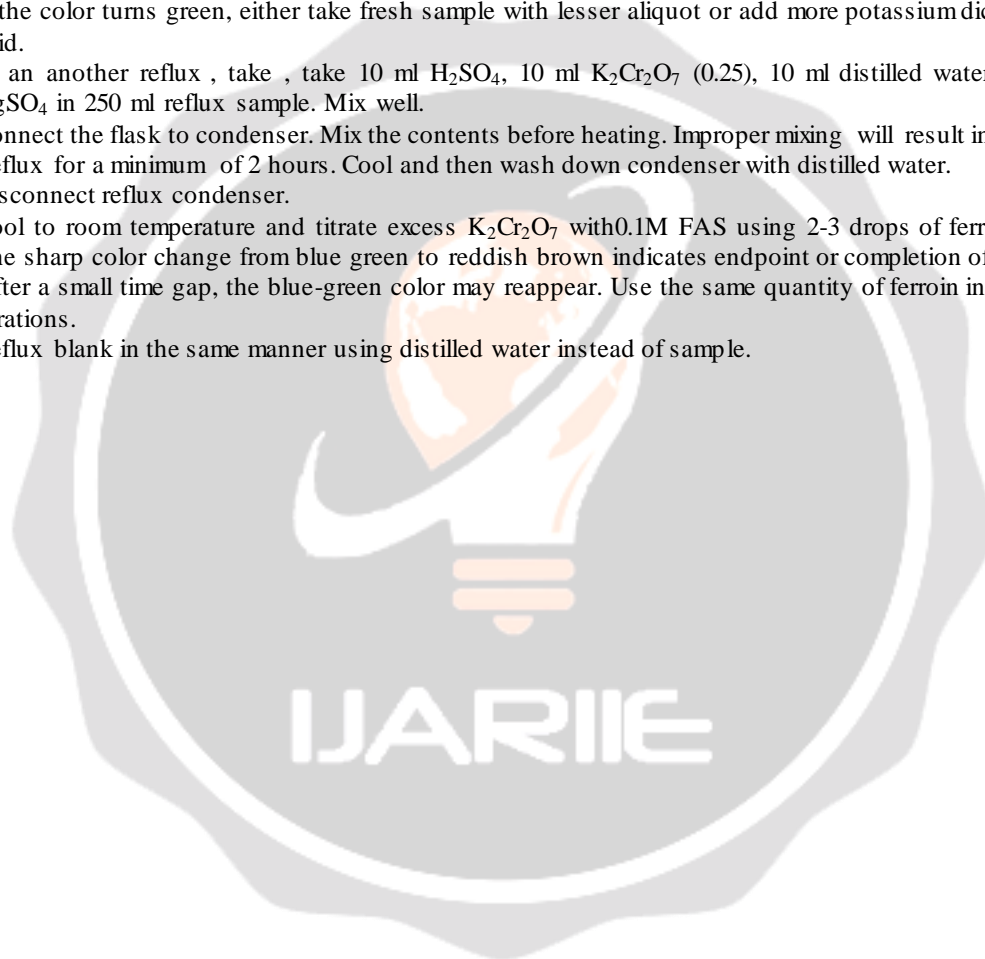 the color turns green, either take fresh sample with lesser aliquot or add more potassium
an another reflux , take , take 10 ml H₂SO₄, 10 ml K₂Cr₂O₇ (0.25), 10 ml distilled water
gSO₄ in 250 ml reflux sample. Mix well.
onnect the flask to condenser. Mix the contents before heating. Improper mixing will result in
eflux for a minimum of 2 hours. Cool and then wash down condenser with distilled water.
isconnect reflux condenser.
ool to room temperature and titrate excess K₂Cr₂O₇ with0.1M FAS using 2-3 drops of
he sharp color change from blue green to reddish brown indicates endpoint or completion of
fter a small time gap, the blue-green color may reappear. Use the same quantity of ferroin in
rations.
eflux blank in the same manner using distilled water instead of sample.
IJARIIE